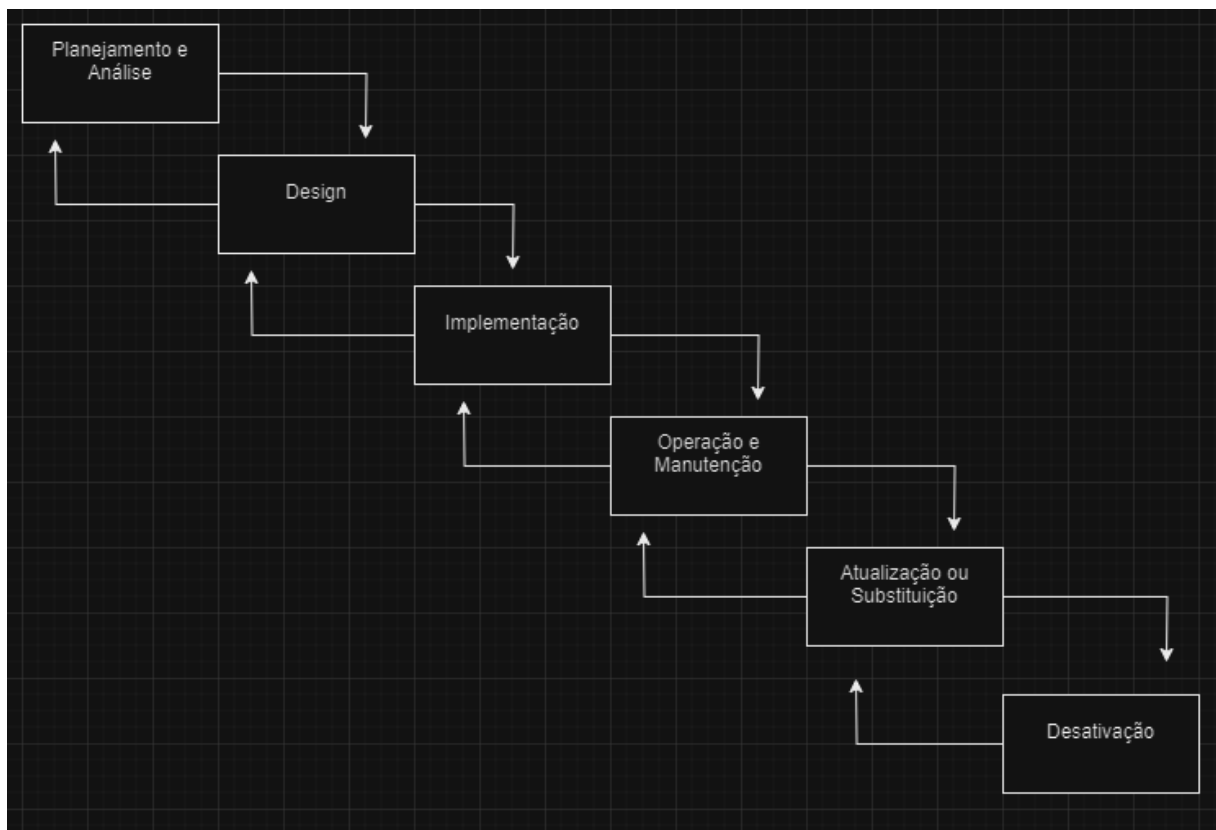 Planejamento e
Análise
Design
Implementação
Operação e
Manutenção
Atualização ou
Substituição
Desativação